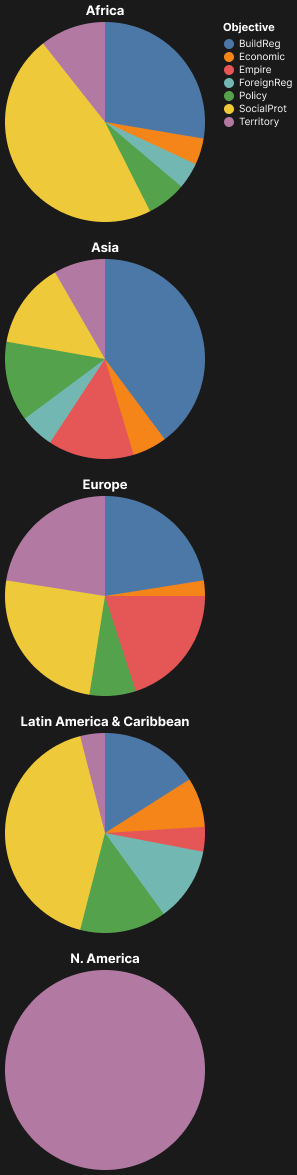 Africa
Objective
BuildReg
Economic
Empire
ForeignReg
Policy
SocialProt
Territory
Asia
Europe
Latin America & Caribbean
N. America